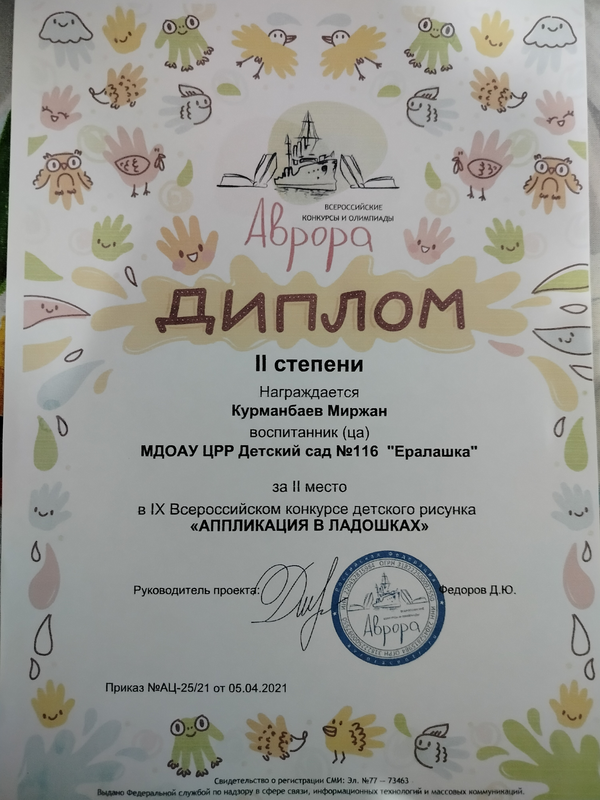 ВСЕРОССИЙСКИЕ
КОНКУРСЫ И ОЛИМПИАДЫ
Аврора
ДИПЛОМ
II степени
Награждается
Курманбаев Миржан
воспитанник (ца)
МДОАУ ЦРР Детский сад №116 "Ералашка"
за II место
в IX Всероссийском конкурсе детского рисунка
«АППЛИКАЦИЯ В ЛАДОШКАХ»
Руководитель проекта:
Федоров Д.Ю.
Аврора
Приказ №АЦ-25/21 от 05.04.2021
Свидетельство о регистрации СМИ: Эл. №77 – 73463
Выдано Федеральной службой по надзору в сфере связи, информационных технологий и массовых коммуникаций.